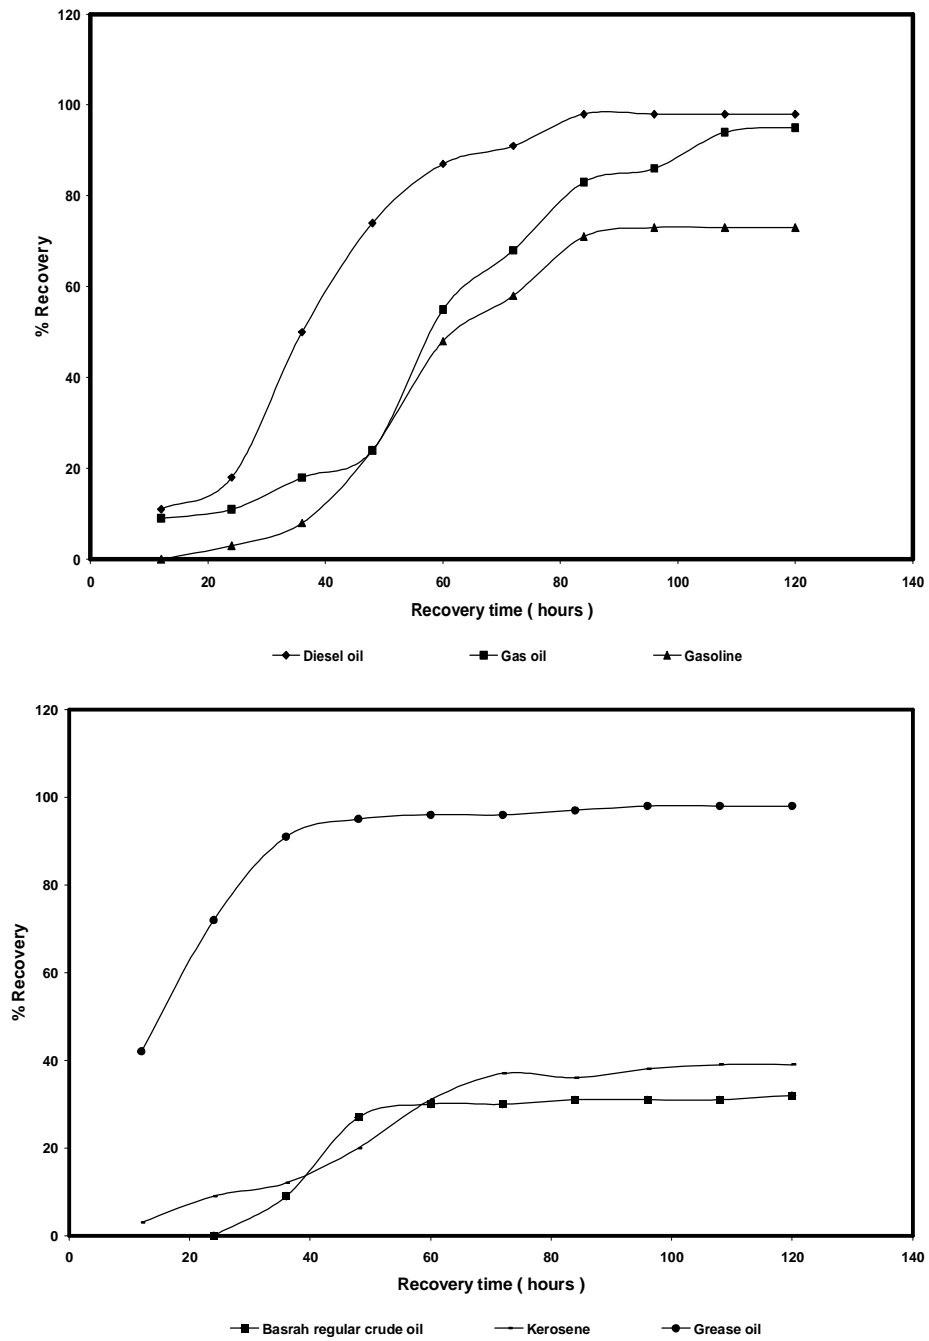 120
100
80
60
40
20
0
% Recovery
0 20 40 60 80 100 120 140
Recovery time ( hours )
Diesel oil Gas oil Gasoline
120
100
80
60
40
20
0
% Recovery
0 20 40 60 80 100 120 140
Recovery time ( hours )
Basrah regular crude oil Kerosene Grease oil